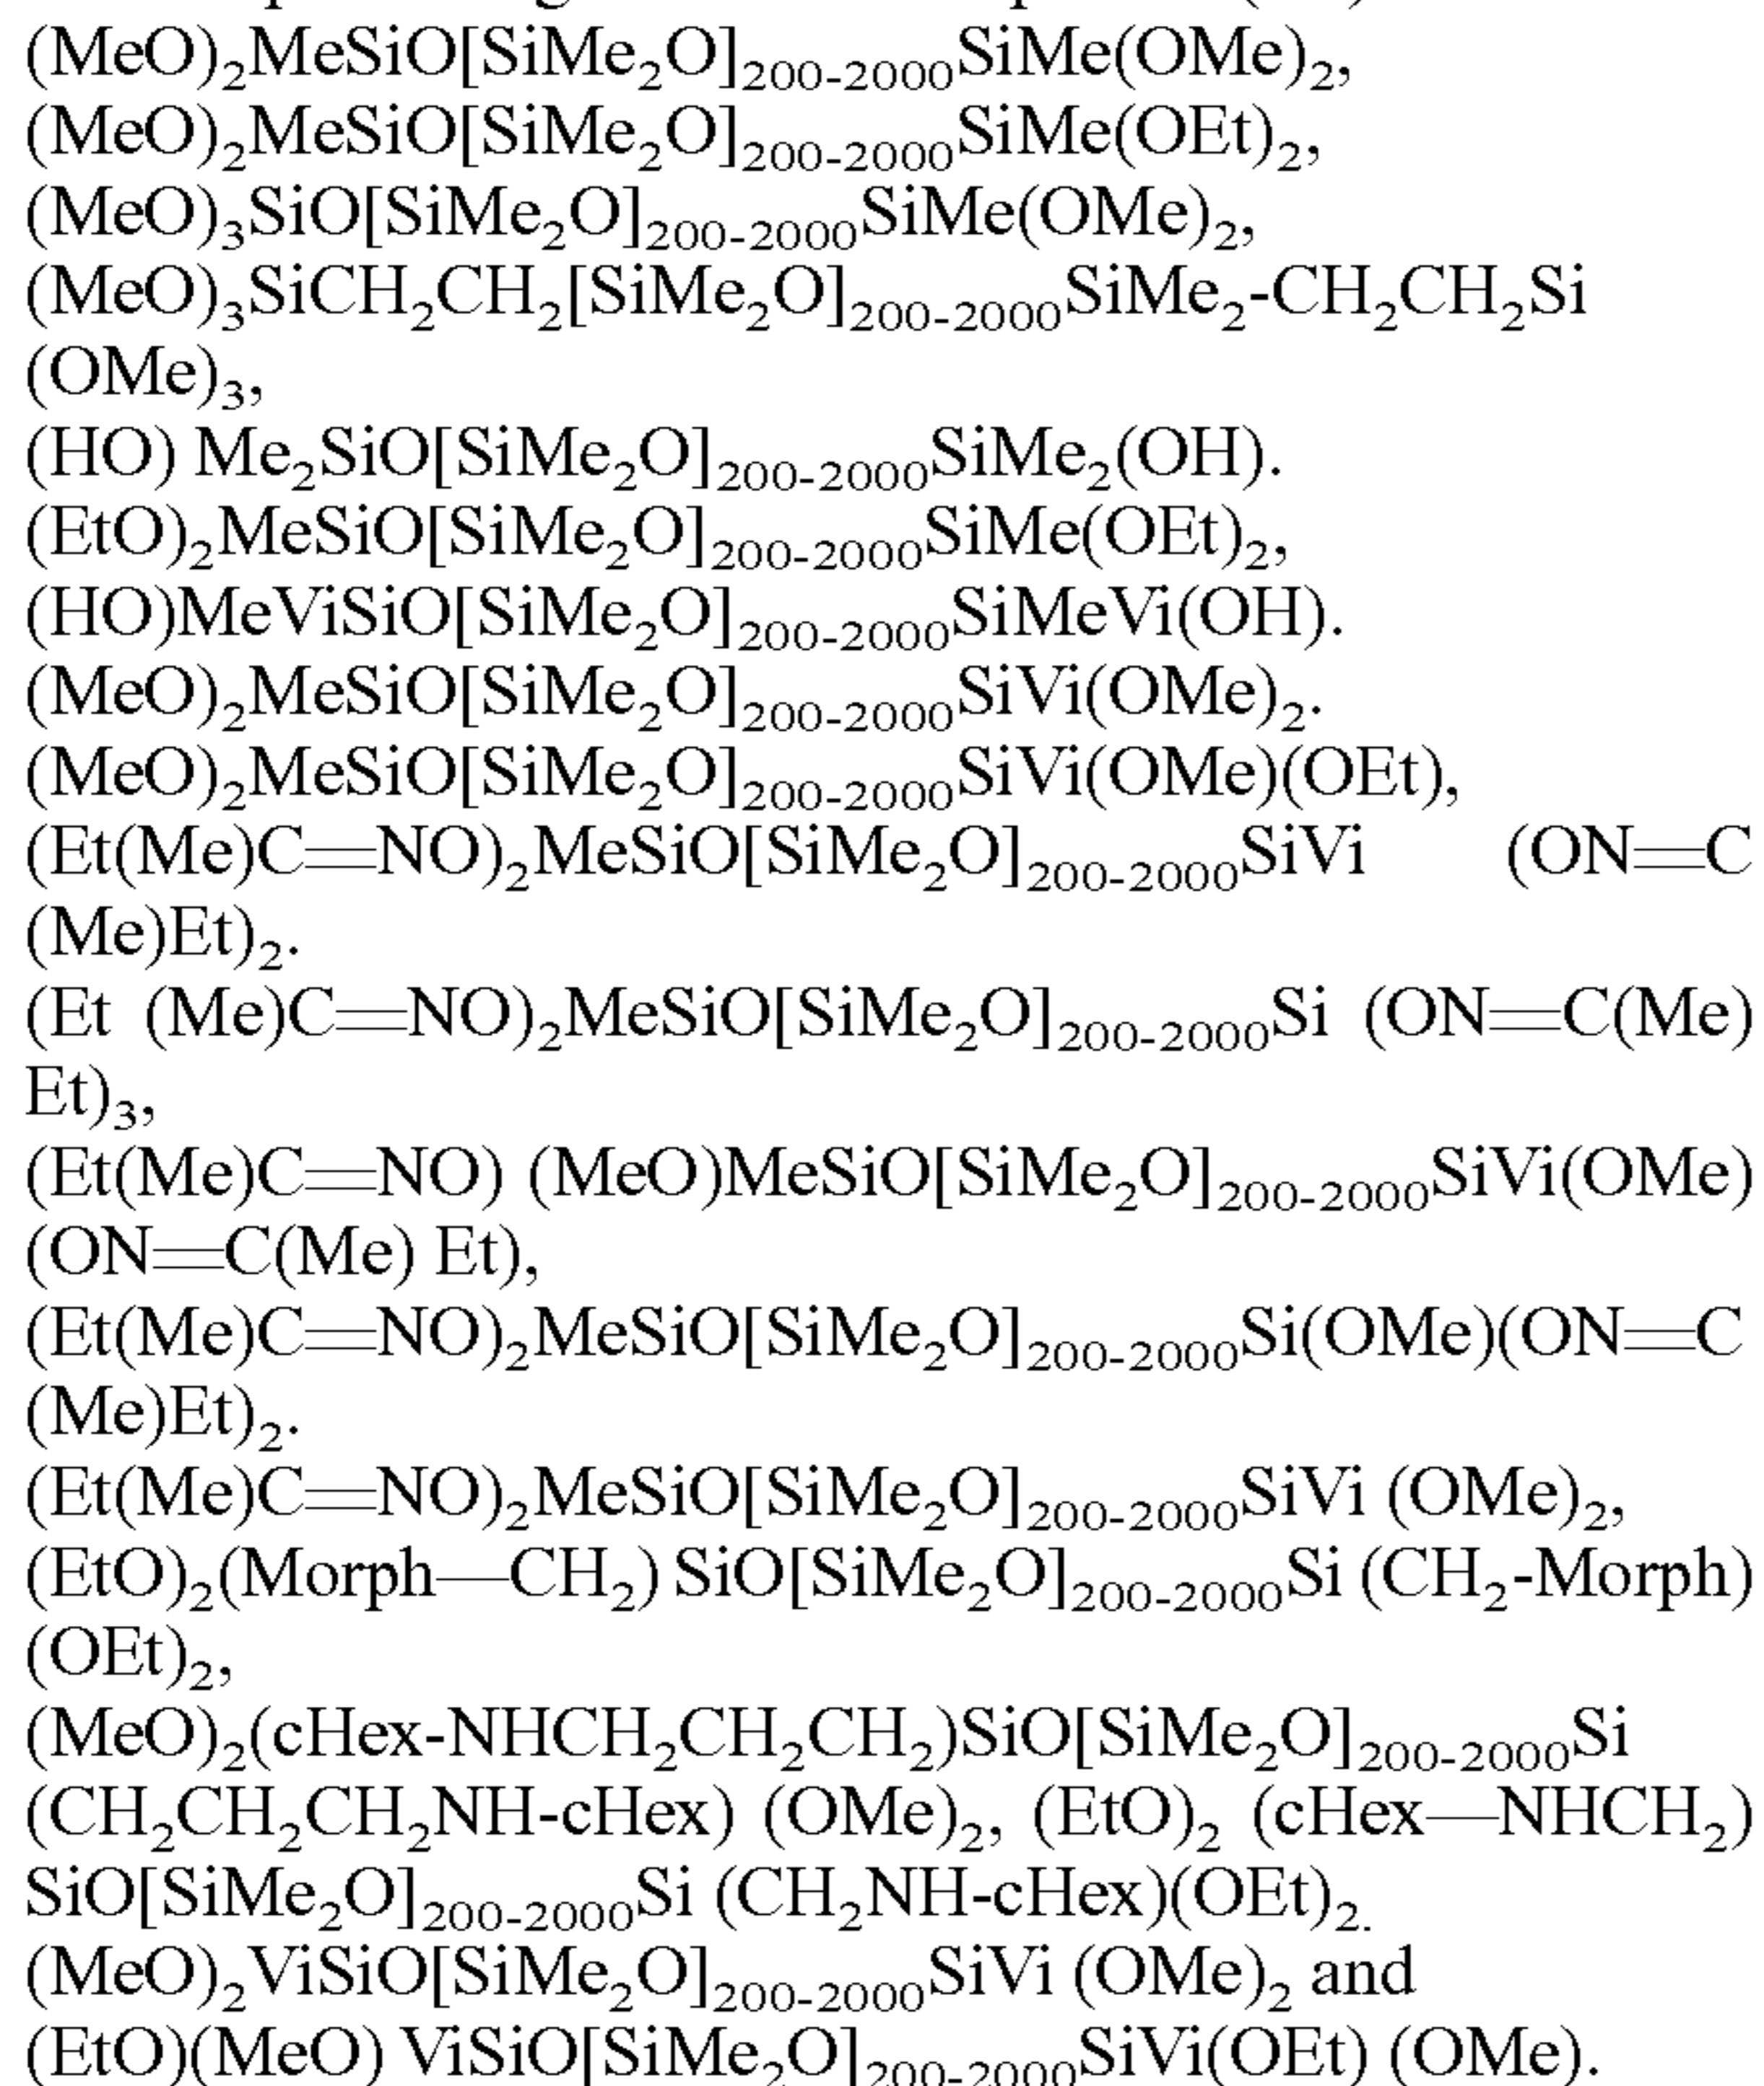 (MeO)₂MeSiO[SiMe₂O]₂₀₀₋₂₀₀₀SiMe(OMe)₂,
(MeO)₂MeSiO[SiMe₂O]₂₀₀₋₂₀₀₀SiMe(OEt)₂,
(MeO)₃SiO[SiMe₂O]₂₀₀₋₂₀₀₀SiMe(OMe)₂,
(MeO)₃SiCH₂CH₂[SiMe₂O]₂₀₀₋₂₀₀₀SiMe₂-CH₂CH₂Si
(OMe)₃,
(HO) Me₂SiO[SiMe₂O]₂₀₀₋₂₀₀₀SiMe₂(OH).
(EtO)₂MeSiO[SiMe₂O]₂₀₀₋₂₀₀₀SiMe(OEt)₂,
(HO)MeViSiO[SiMe₂O]₂₀₀₋₂₀₀₀SiMeVi(OH).
(MeO)₂MeSiO[SiMe₂O]₂₀₀₋₂₀₀₀SiVi(OMe)₂.
(MeO)₂MeSiO[SiMe₂O]₂₀₀₋₂₀₀₀SiVi(OMe)(OEt),
(Et(Me)C=NO)₂MeSiO[SiMe₂O]₂₀₀₋₂₀₀₀SiVi (ON=C
(Me)Et)₂.
(Et (Me)C=NO)₂MeSiO[SiMe₂O]₂₀₀₋₂₀₀₀Si (ON=C(Me)
Et)₃,
(Et(Me)C=NO) (MeO)MeSiO[SiMe₂O]₂₀₀₋₂₀₀₀SiVi(OMe)
(ON=C(Me) Et),
(Et(Me)C=NO)₂MeSiO[SiMe₂O]₂₀₀₋₂₀₀₀Si(OMe)(ON=C
(Me)Et)₂.
(Et(Me)C=NO)₂MeSiO[SiMe₂O]₂₀₀₋₂₀₀₀SiVi (OMe)₂,
(EtO)₂(Morph—CH₂) SiO[SiMe₂O]₂₀₀₋₂₀₀₀Si (CH₂-Morph)
(OEt)₂,
(MeO)₂(cHex-NHCH₂CH₂CH₂)SiO[SiMe₂O]₂₀₀₋₂₀₀₀Si
(CH₂CH₂CH₂NH-cHex) (OMe)₂, (EtO)₂ (cHex—NHCH₂)
SiO[SiMe₂O]₂₀₀₋₂₀₀₀Si (CH₂NH-cHex)(OEt)₂.
(MeO)₂ViSiO[SiMe₂O]₂₀₀₋₂₀₀₀SiVi (OMe)₂ and
(EtO)(MeO) ViSiO[SiMe₂O]₂₀₀₋₂₀₀₀SiVi(OEt) (OMe).